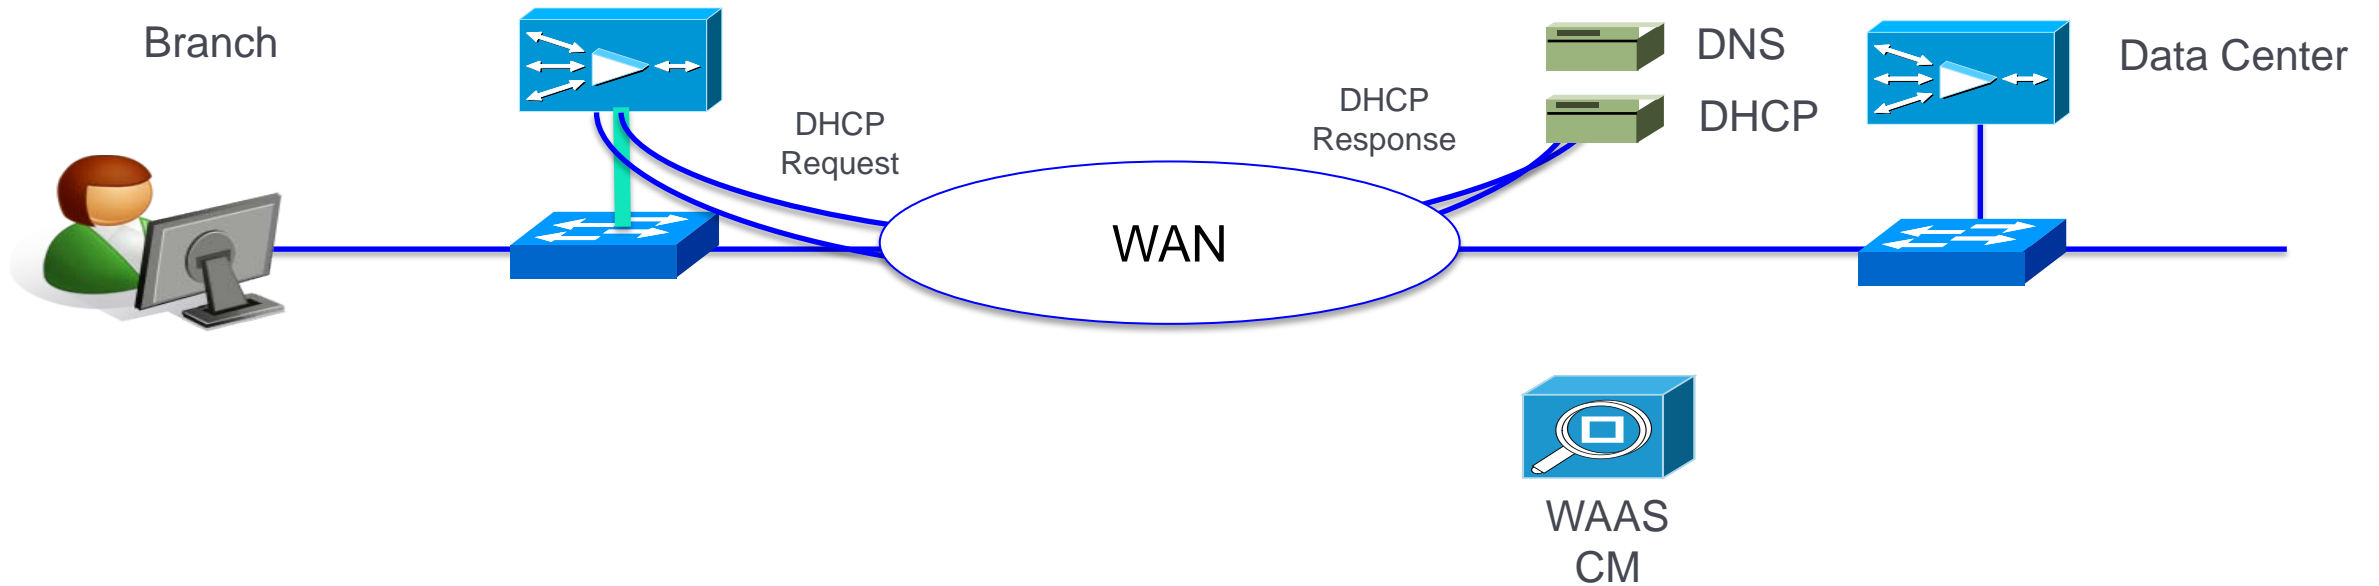 Branch
DHCP
Request
WAN
DHCP
Response
DNS
DHCP
Data Center
WAAS
CM